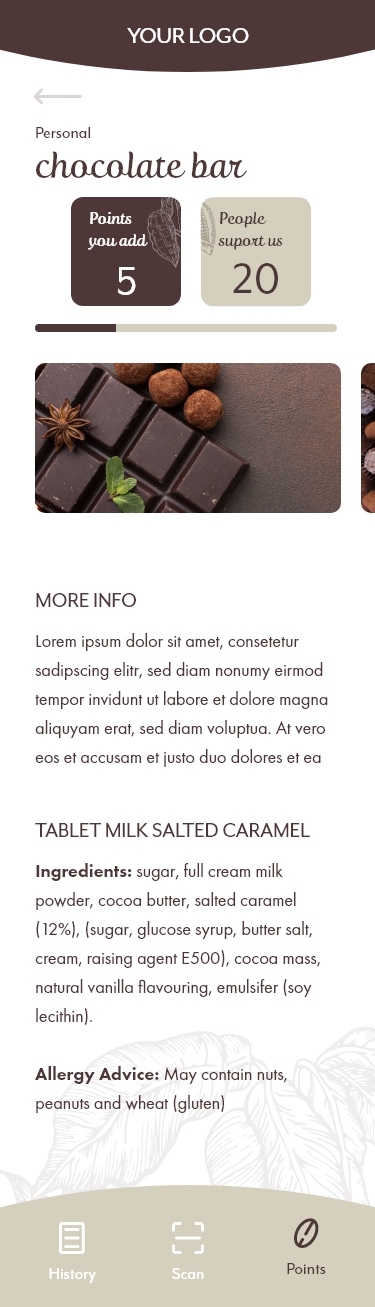 YOUR LOGO
Personal
chocolate bar
Points
you add
5
People
suport us
20
MORE INFO
Lorem ipsum dolor sit amet, consetetur
sadipscing elitr, sed diam nonumy eirmod
tempor invidunt ut labore et dolore magna
aliquyam erat, sed diam voluptua. At vero
eos et accusam et justo duo dolores et ea
TABLET MILK SALTED CARAMEL
Ingredients: sugar, full cream milk
powder, cocoa butter, salted caramel
(12%), (sugar, glucose syrup, butter salt,
cream, raising agent E500), cocoa mass,
natural vanilla flavouring, emulsifer (soy
lecithin).
Allergy Advice: May contain nuts,
peanuts and wheat (gluten)
History
Scan
Points